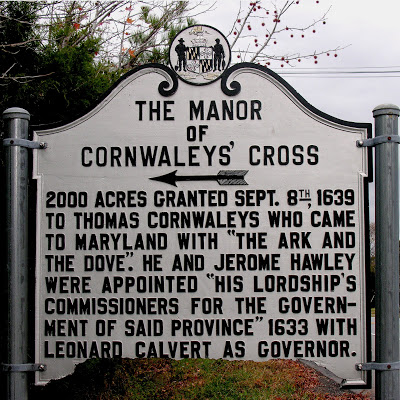 THE MANOR
OF
CORNWALEYS' CROSS
2000 ACRES GRANTED SEPT. 8TH, 1639
TO THOMAS CORNWALEYS WHO CAME
TO MARYLAND WITH "THE ARK AND
THE DOVE". HE AND JEROME HAWLEY
WERE APPOINTED "HIS LORDSHIP'S
COMMISSIONERS FOR THE GOVERN-
MENT OF SAID PROVINCE" 1633 WITH
LEONARD CALVERT AS GOVERNOR.